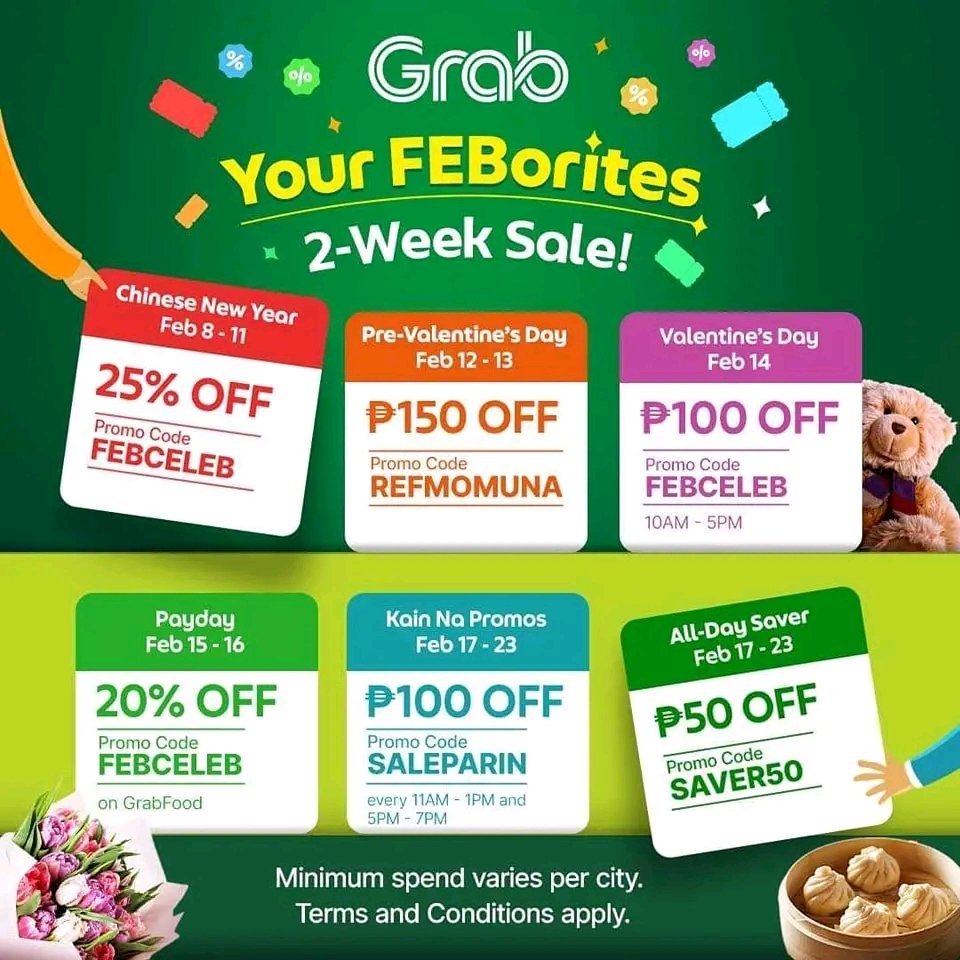 Grab
Your FEBorites
2-Week Sale!
Chinese New Year
Feb 8 - 11
25% OFF
Promo Code
FEBCELEB
Pre-Valentine's Day
Feb 12 - 13
₱150 OFF
Promo Code
REFMOMUNA
Valentine's Day
Feb 14
₱100 OFF
Promo Code
FEBCELEB
10AM - 5PM
Payday
Feb 15 - 16
20% OFF
Promo Code
FEBCELEB
on GrabFood
Kain Na Promos
Feb 17 - 23
₱100 OFF
Promo Code
SALEPARIN
every 11AM - 1PM and
5PM - 7PM
All-Day Saver
Feb 17 - 23
₱50 OFF
Promo Code
SAVER50
Minimum spend varies per city.
Terms and Conditions apply.